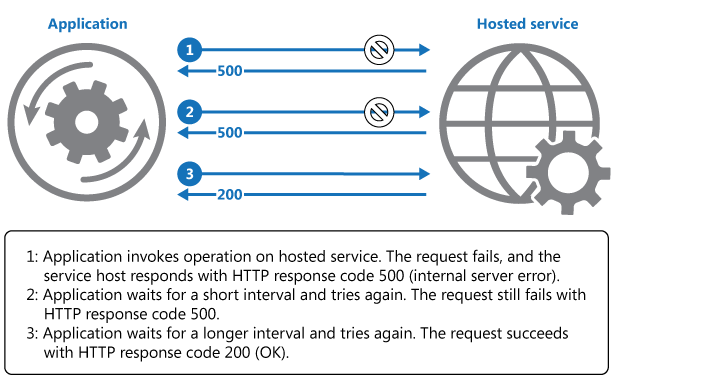 Application
Hosted service
1
500
2
500
3
200
1: Application invokes operation on hosted service. The request fails, and the
service host responds with HTTP response code 500 (internal server error).
2: Application waits for a short interval and tries again. The request still fails with
HTTP response code 500.
3: Application waits for a longer interval and tries again. The request succeeds
with HTTP response code 200 (OK).